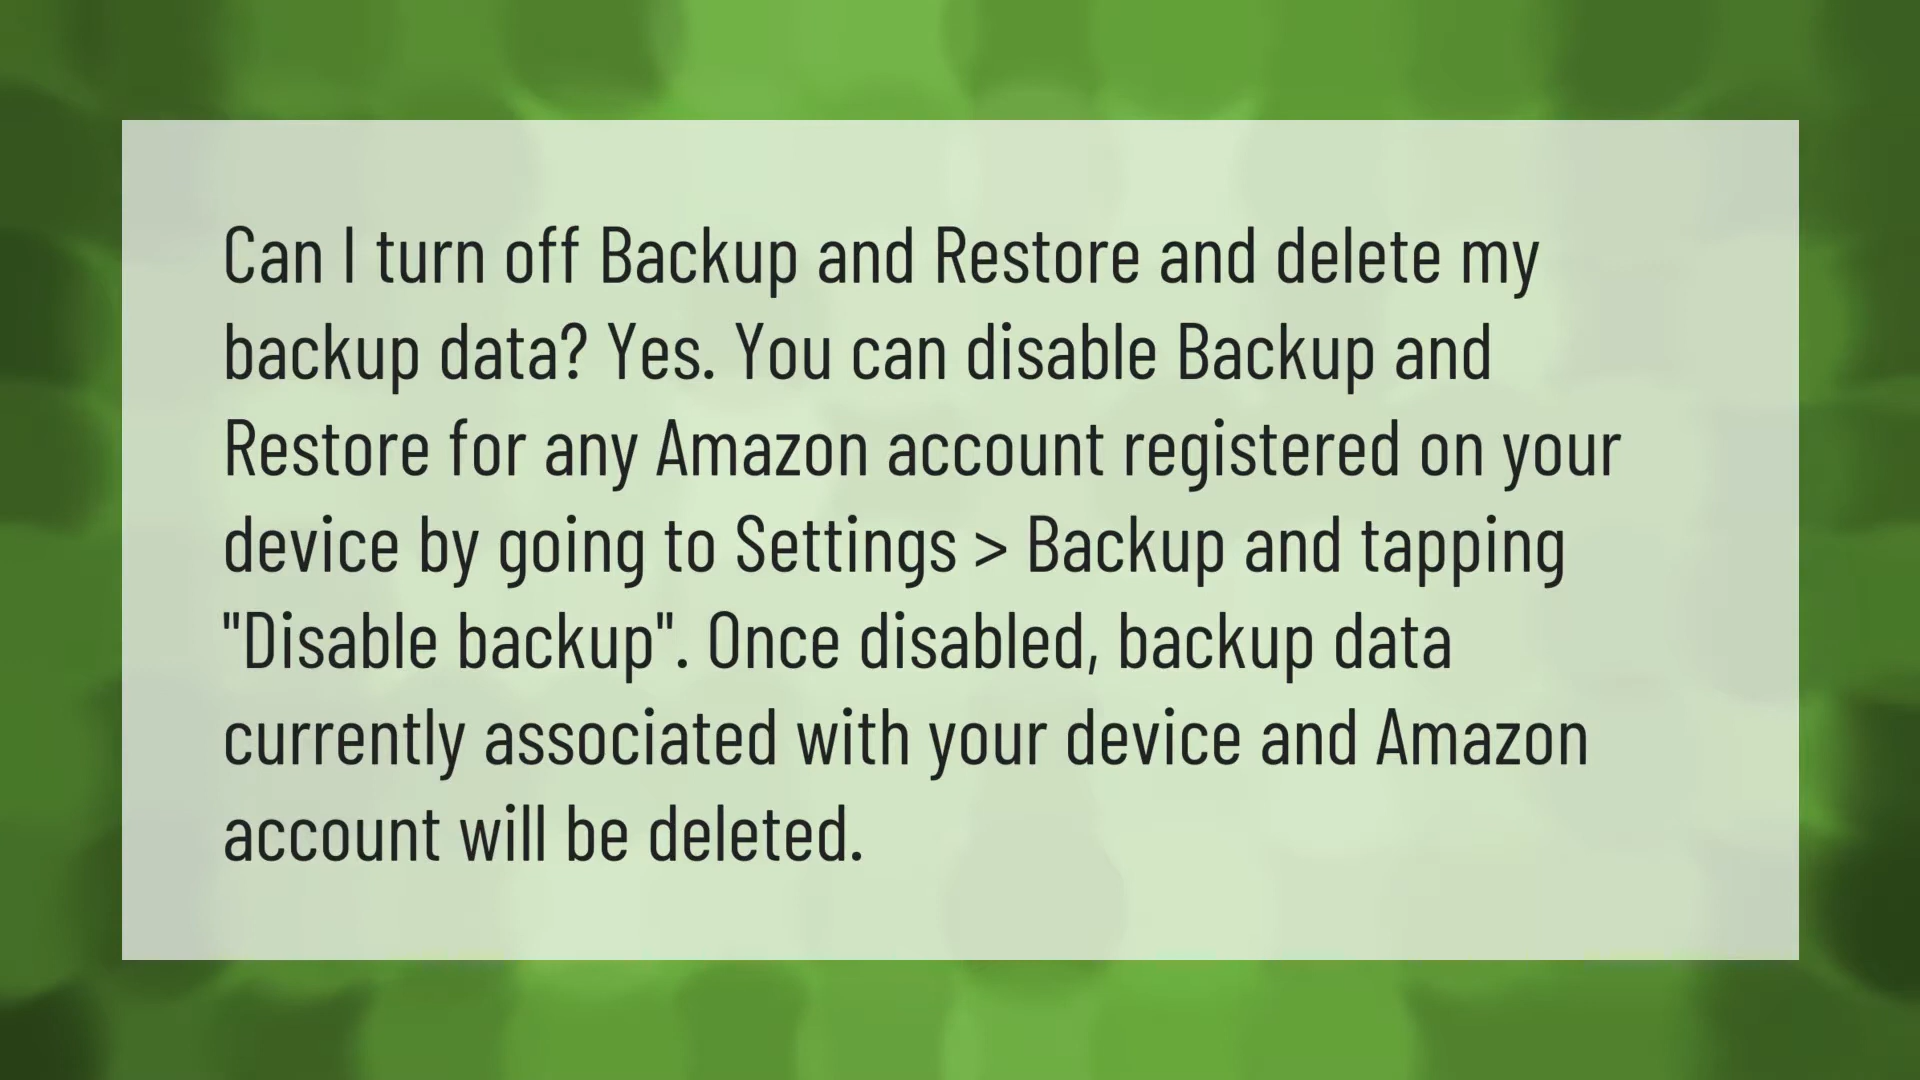 Can I turn off Backup and Restore and delete my
backup data? Yes. You can disable Backup and
Restore for any Amazon account registered on your
device by going to Settings > Backup and tapping
"Disable backup". Once disabled, backup data
currently associated with your device and Amazon
account will be deleted.